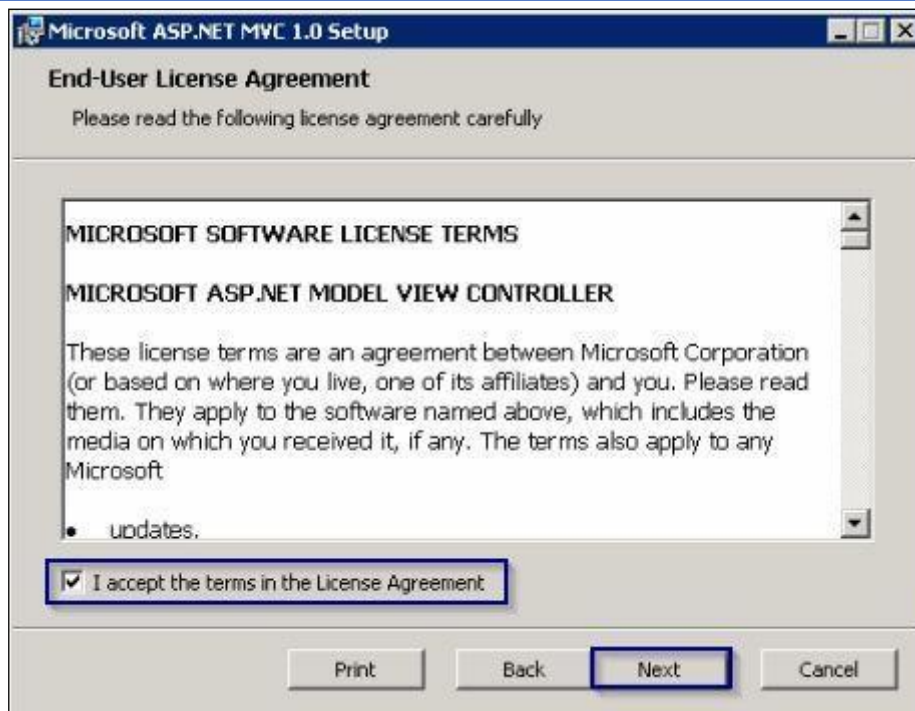 Microsoft ASP.NET MVC 1.0 Setup
End-User License Agreement
Please read the following license agreement carefully
MICROSOFT SOFTWARE LICENSE TERMS
MICROSOFT ASP.NET MODEL VIEW CONTROLLER
These license terms are an agreement between Microsoft Corporation
(or based on where you live, one of its affiliates) and you. Please read
them. They apply to the software named above, which includes the
media on which you received it, if any. The terms also apply to any
Microsoft
• updates,
I accept the terms in the License Agreement
Print Back Next Cancel